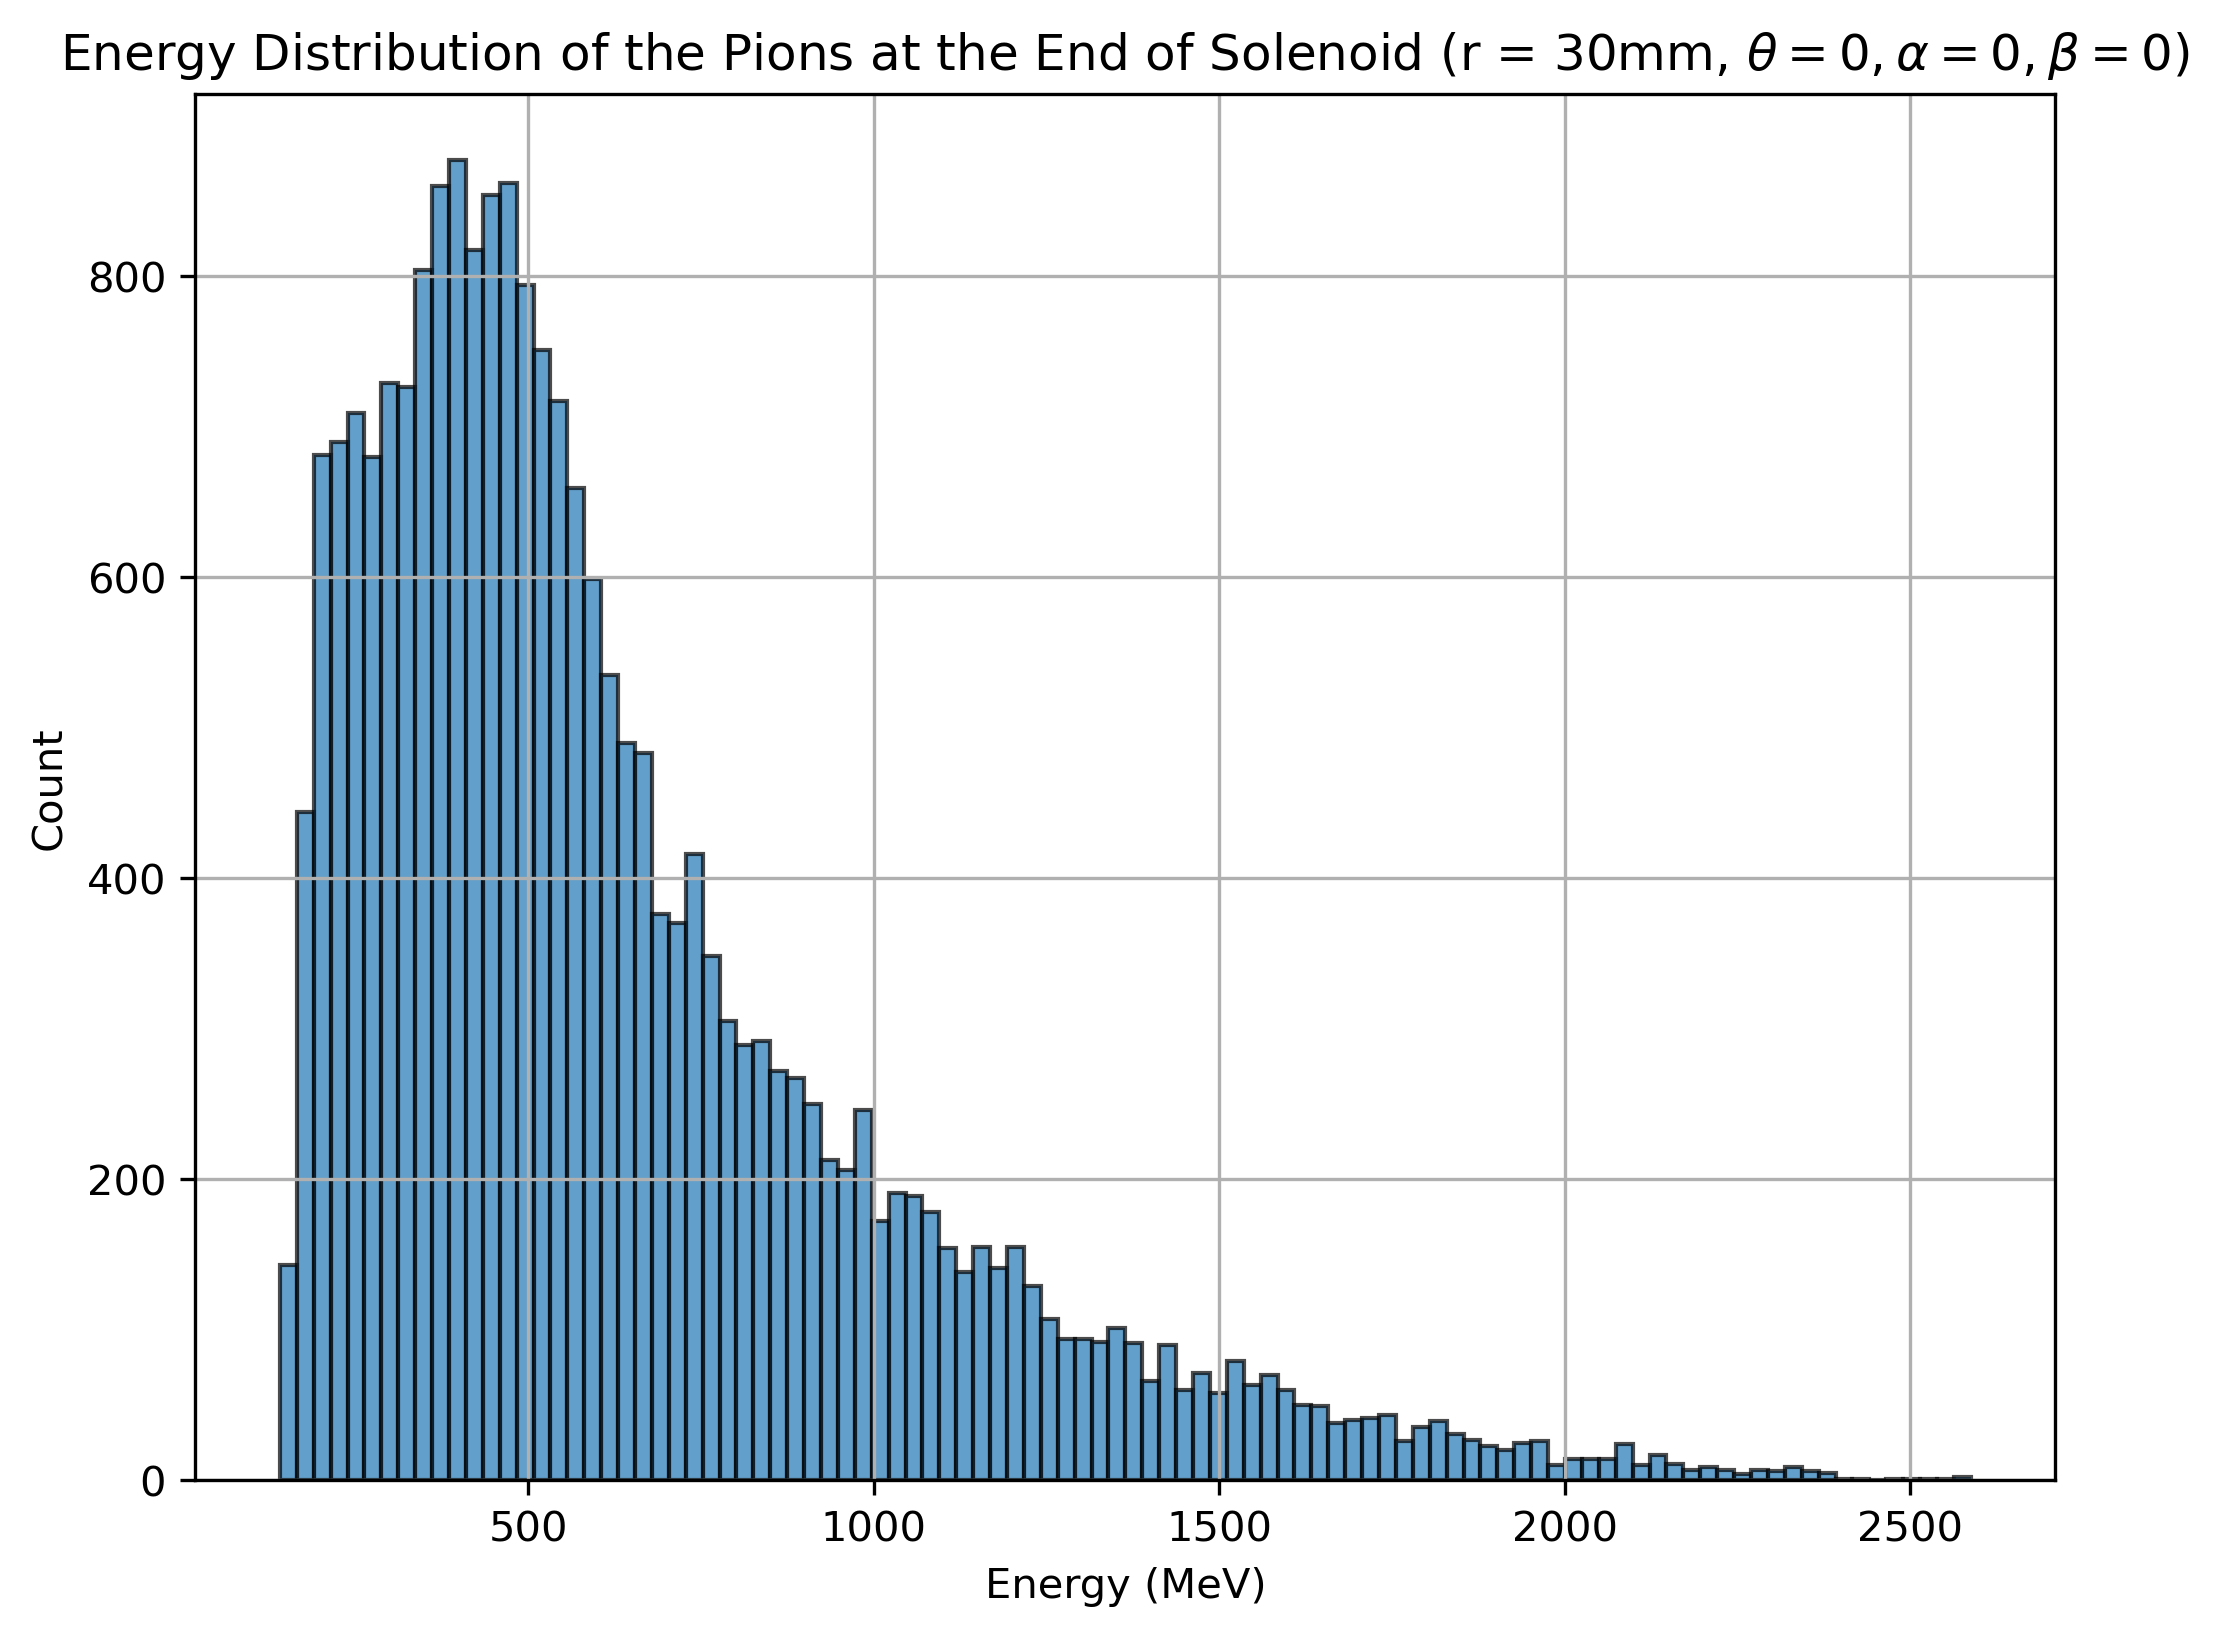 Energy Distribution of the Pions at the End of Solenoid (r = 30mm, θ = 0, α = 0, β = 0)
800
600
400
200
0
Count
500 1000 1500 2000 2500
Energy (MeV)